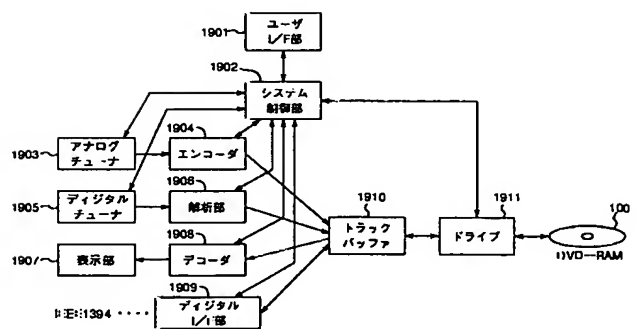 1901
ユーザ
I/F部
1902
システム
制御部
1904
1903
アナログ
チューナ
エンコーダ
1906
1905
ディジタル
チューナ
解析部
1910
1911
100
トラック
バッファ
ドライブ
DVD-RAM
1908
1907
表示部
デコーダ
1909
ディジタル
I/F部
1394